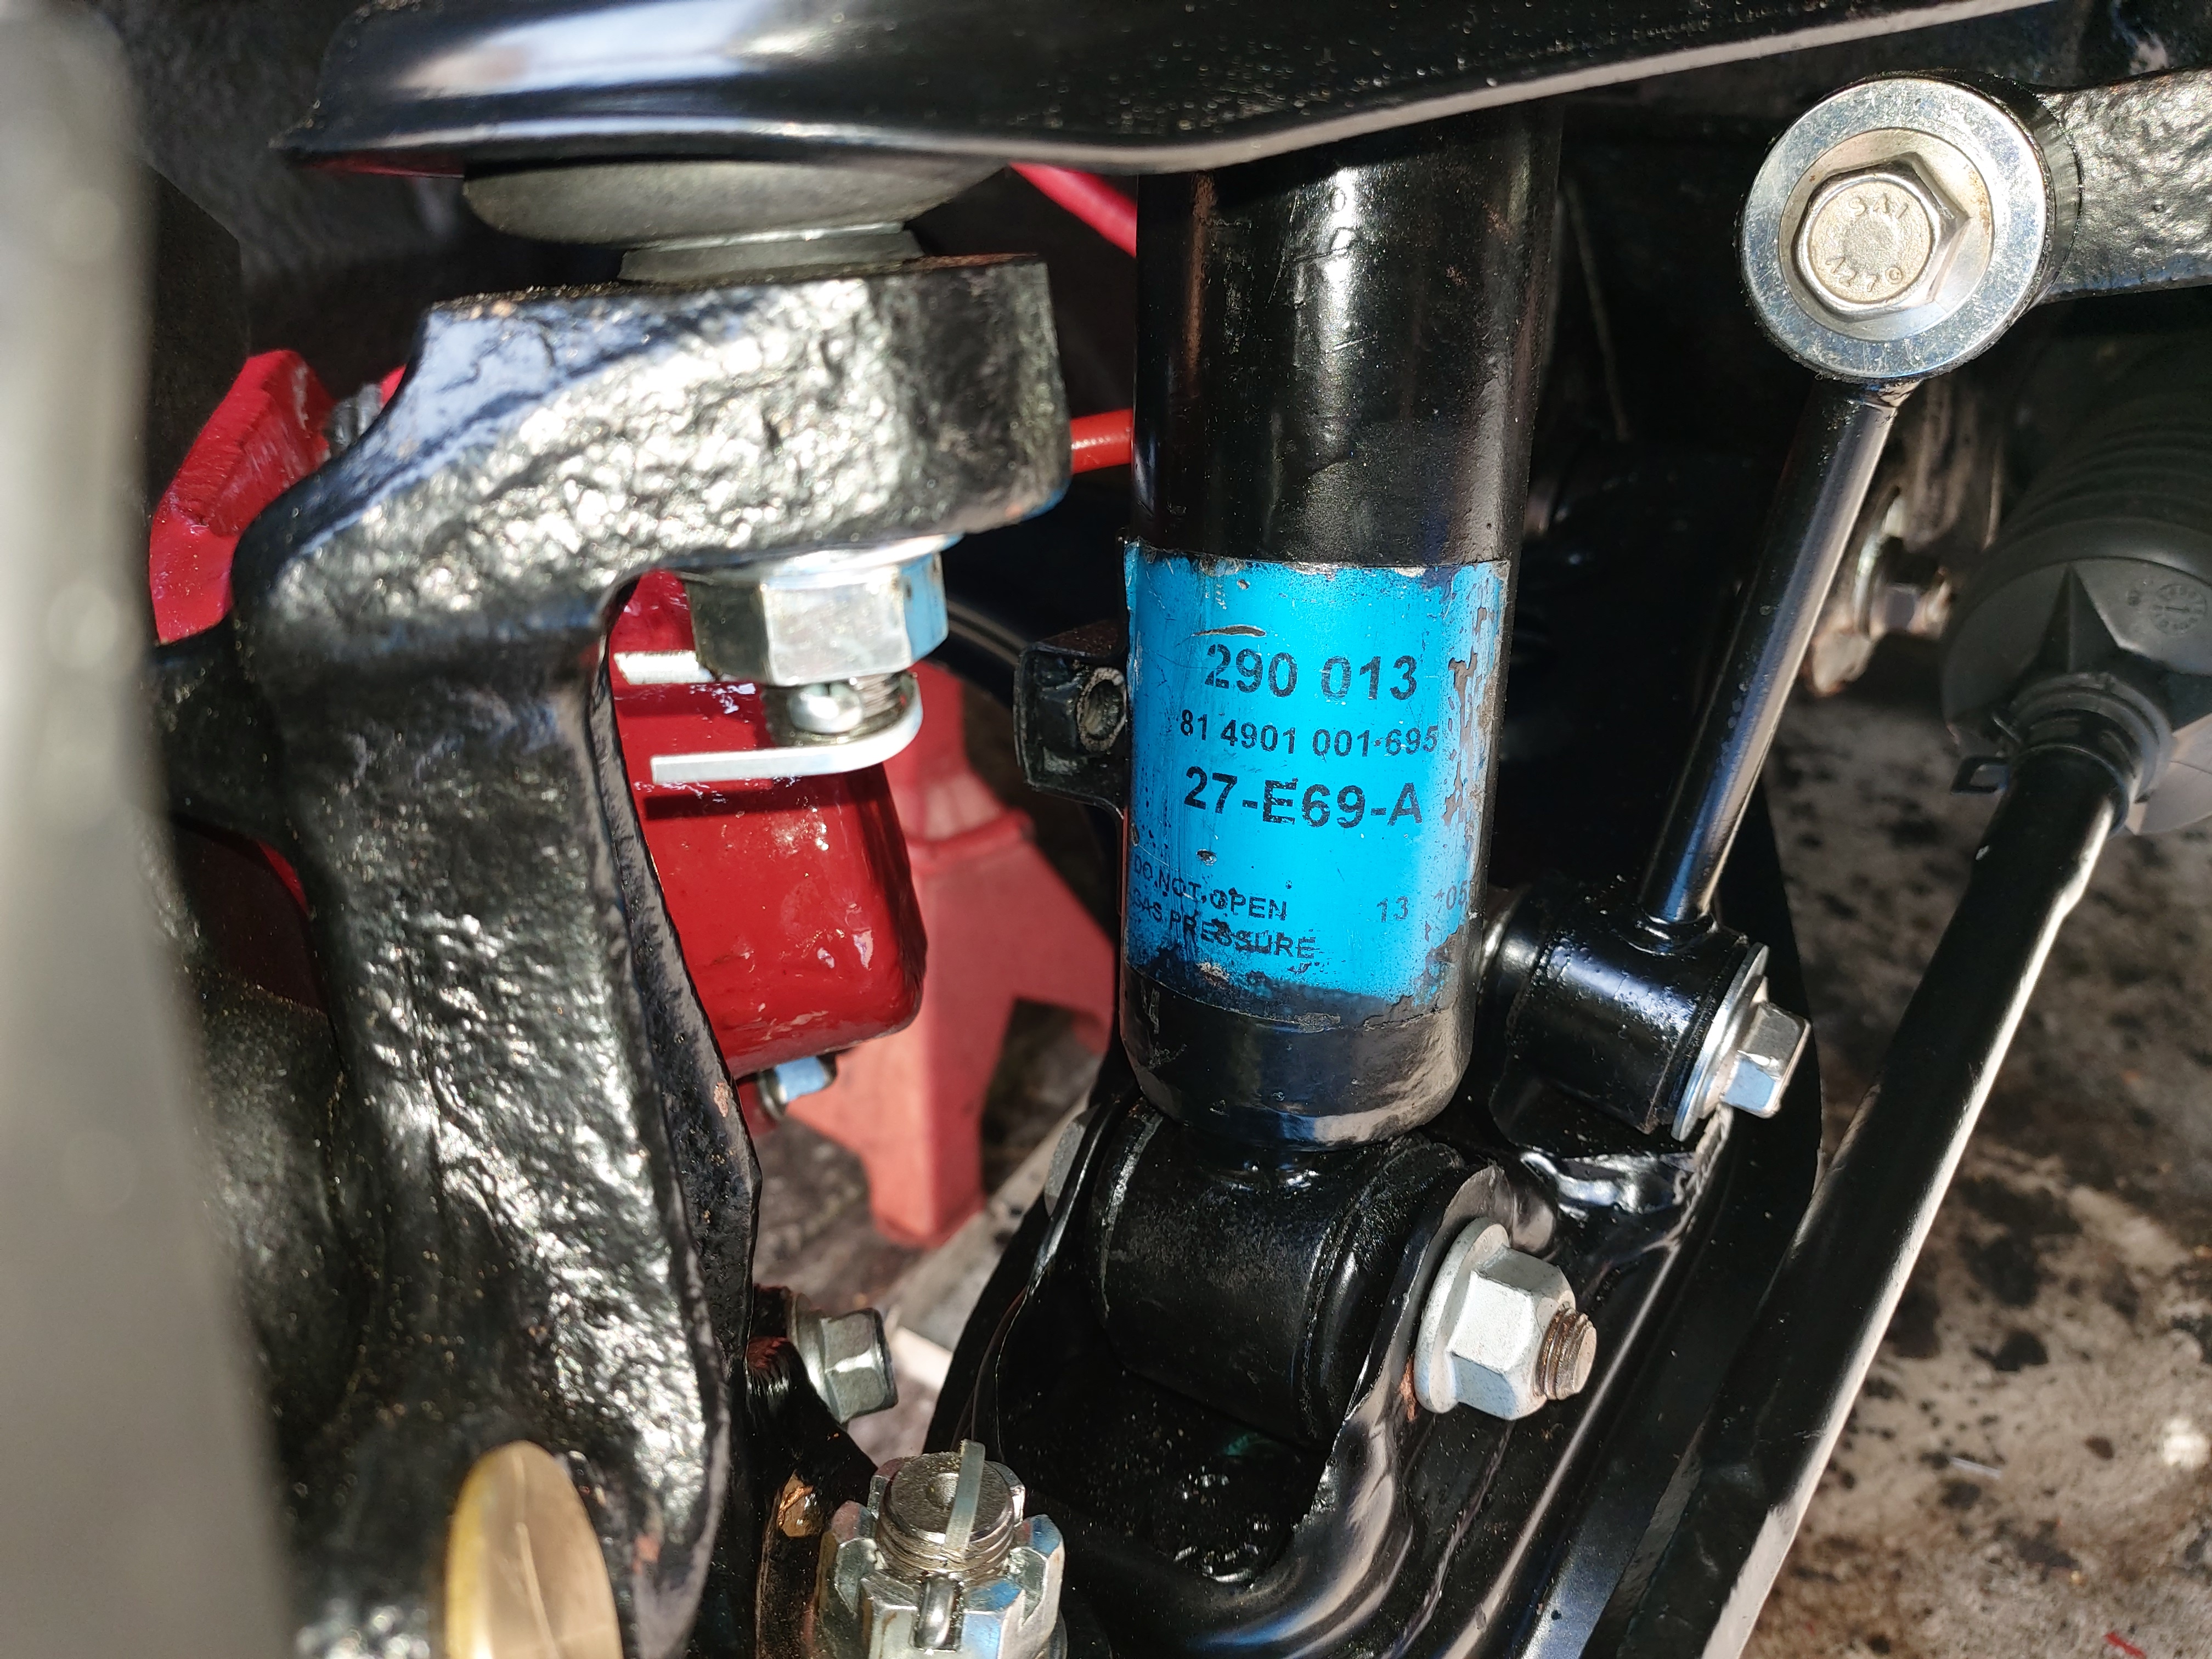 290 013
81 4901 001-695
27-E69-A
DO NOT OPEN
GAS PRESSURE
13